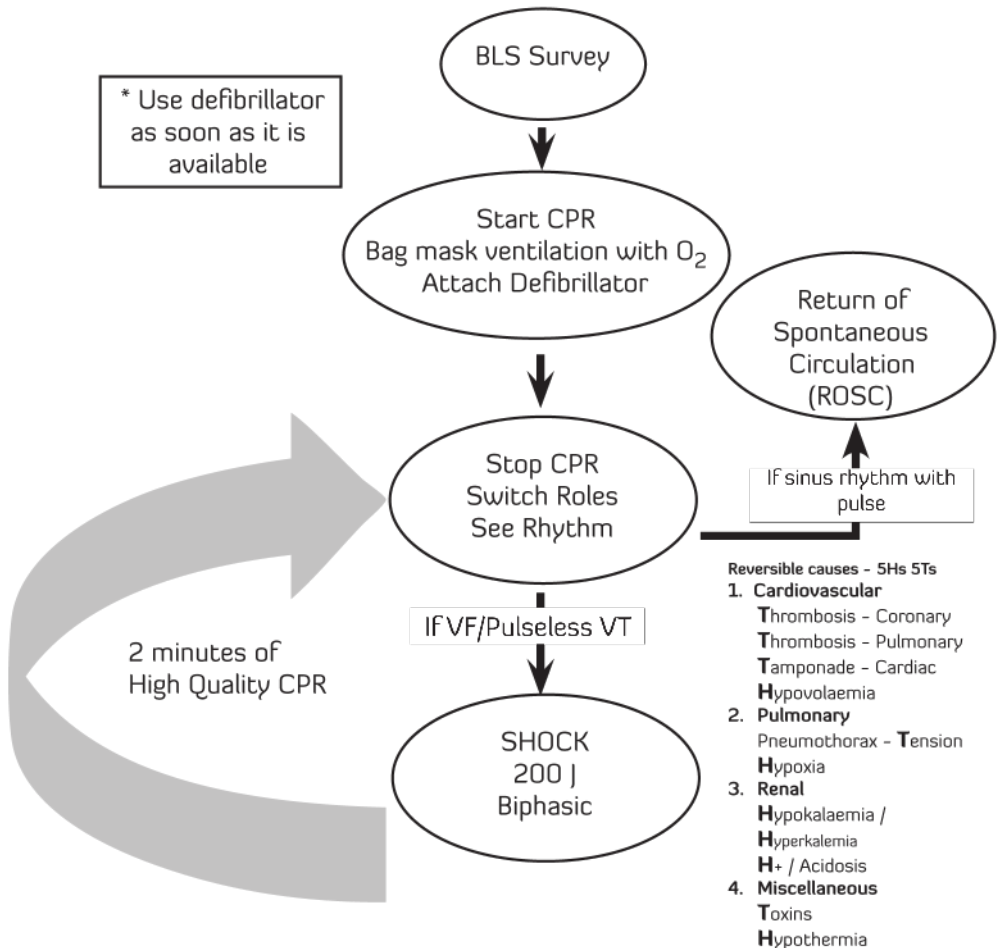 BLS Survey
* Use defibrillator
as soon as it is
available
Start CPR
Bag mask ventilation with O₂
Attach Defibrillator
Return of
Spontaneous
Circulation
(ROSC)
Stop CPR
Switch Roles
See Rhythm
If sinus rhythm with
pulse
If VF/Pulseless VT
2 minutes of
High Quality CPR
SHOCK
200 J
Biphasic
Reversible causes - 5Hs 5Ts
1. Cardiovascular
Thrombosis - Coronary
Thrombosis - Pulmonary
Tamponade - Cardiac
Hypovolaemia
2. Pulmonary
Pneumothorax - Tension
Hypoxia
3. Renal
Hypokalaemia /
Hyperkalemia
H+ / Acidosis
4. Miscellaneous
Toxins
Hypothermia